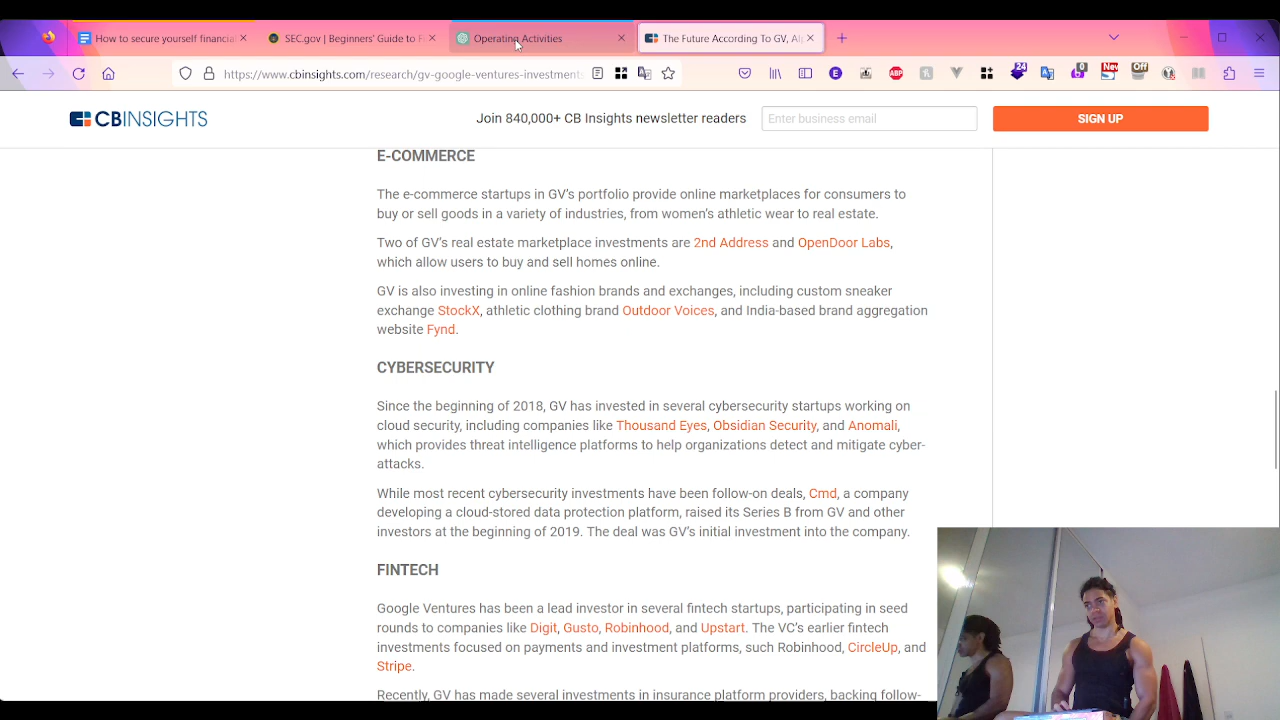 How to secure yourself financial
SEC.gov | Beginners' Guide to F
Operating Activities
The Future According To GV, Al
https://www.cbinsights.com/research/gv-google-ventures-investments
24
ABP
0
New
Off
CBINSIGHTS
Join 840,000+ CB Insights newsletter readers
Enter business email
SIGN UP
E-COMMERCE
The e-commerce startups in GV's portfolio provide online marketplaces for consumers to
buy or sell goods in a variety of industries, from women's athletic wear to real estate.
Two of GV's real estate marketplace investments are 2nd Address and OpenDoor Labs,
which allow users to buy and sell homes online.
GV is also investing in online fashion brands and exchanges, including custom sneaker
exchange StockX, athletic clothing brand Outdoor Voices, and India-based brand aggregation
website Fynd.
CYBERSECURITY
Since the beginning of 2018, GV has invested in several cybersecurity startups working on
cloud security, including companies like Thousand Eyes, Obsidian Security, and Anomali,
which provides threat intelligence platforms to help organizations detect and mitigate cyber-
attacks.
While most recent cybersecurity investments have been follow-on deals, Cmd, a company
developing a cloud-stored data protection platform, raised its Series B from GV and other
investors at the beginning of 2019. The deal was GV's initial investment into the company.
FINTECH
Google Ventures has been a lead investor in several fintech startups, participating in seed
rounds to companies like Digit, Gusto, Robinhood, and Upstart. The VC's earlier fintech
investments focused on payments and investment platforms, such Robinhood, CircleUp, and
Stripe.
Recently, GV has made several investments in insurance platform providers, backing follow-